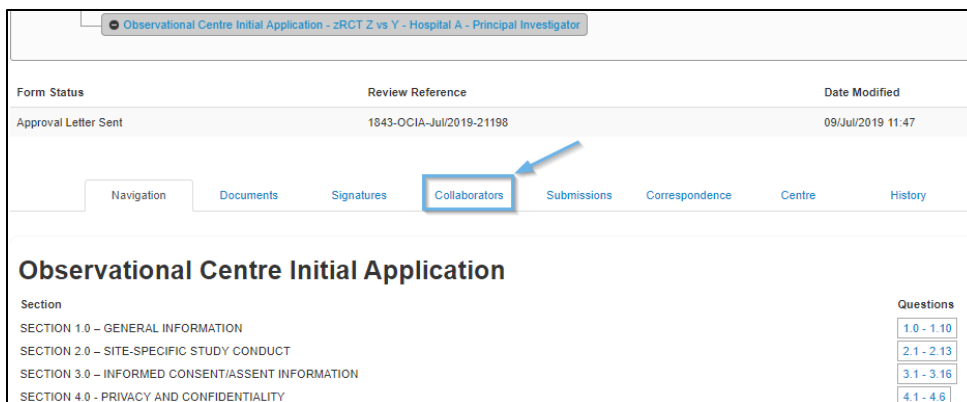 Observational Centre Initial Application - zRCT Z vs Y - Hospital A - Principal Investigator
Form Status Review Reference Date Modified
Approval Letter Sent 1843-OCIA-Jul/2019-21198 09/Jul/2019 11:47
Navigation Documents Signatures Collaborators Submissions Correspondence Centre History
Observational Centre Initial Application
Section Questions
SECTION 1.0 – GENERAL INFORMATION 1.0 - 1.10
SECTION 2.0 – SITE-SPECIFIC STUDY CONDUCT 2.1 - 2.13
SECTION 3.0 – INFORMED CONSENT/ASSENT INFORMATION 3.1 - 3.16
SECTION 4.0 - PRIVACY AND CONFIDENTIALITY 4.1 - 4.6